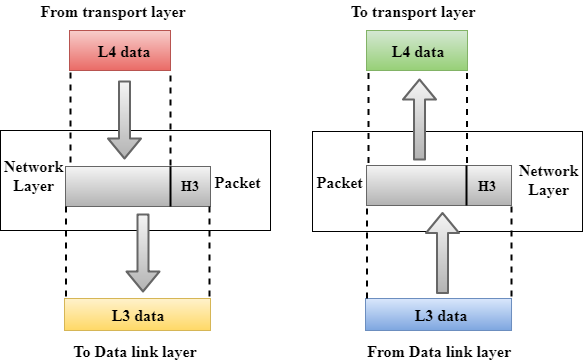 From transport layer
To transport layer
L4 data
L4 data
Network
Layer
H3
Packet
Packet
H3
Network
Layer
L3 data
L3 data
To Data link layer
From Data link layer